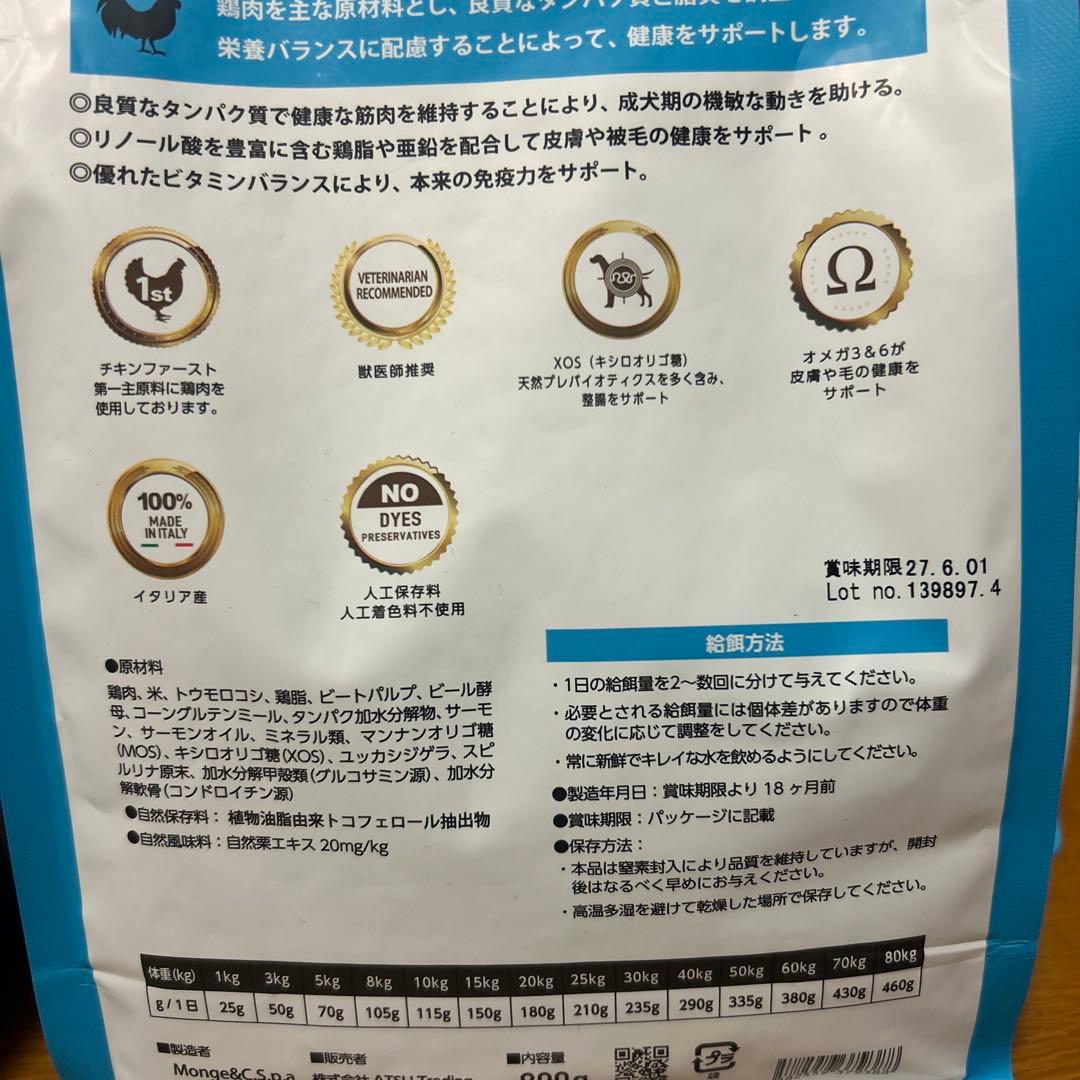 鶏肉を主な原材料とし、良質なタンパク質と脂質を
栄養バランスに配慮することによって、健康をサポートします。
◎良質なタンパク質で健康な筋肉を維持することにより、成犬期の機敏な動きを助ける。
◎リノール酸を豊富に含む鶏脂や亜鉛を配合して皮膚や被毛の健康をサポート。
◎優れたビタミンバランスにより、本来の免疫力をサポート。
1st
チキンファースト
第一主原料に鶏肉を
使用しております。
VETERINARIAN
RECOMMENDED
獣医師推奨
XOS（キシロオリゴ糖）
天然プレバイオティクスを多く含み、
整腸をサポート
Ω
オメガ3&6が
皮膚や毛の健康を
サポート
100%
MADE
IN ITALY
イタリア産
NO
DYES
PRESERVATIVES
人工保存料
人工着色料不使用
賞味期限27.6.01
Lot no.139897.4
●原材料
鶏肉、米、トウモロコシ、鶏脂、ビートパルプ、ビール酵
母、コーングルテンミール、タンパク加水分解物、サーモ
ン、サーモンオイル、ミネラル類、マンナンオリゴ糖
(MOS)、キシロオリゴ糖(XOS)、ユッカシジゲラ、スピ
ルリナ原末、加水分解甲殻類(グルコサミン源)、加水分
解軟骨(コンドロイチン源)
●自然保存料：植物油脂由来トコフェロール抽出物
●自然風味料：自然栗エキス 20mg/kg
給餌方法
・1日の給餌量を2〜数回に分けて与えてください。
・必要とされる給餌量には個体差がありますので体重
の変化に応じて調整をしてください。
・常に新鮮でキレイな水を飲めるようにしてください。
●製造年月日：賞味期限より18ヶ月前
●賞味期限：パッケージに記載
●保存方法：
・本品は窒素封入により品質を維持していますが、開封
後はなるべく早めにお与えください。
・高温多湿を避けて乾燥した場所で保存してください。
体重(kg) 1kg 3kg 5kg 8kg 10kg 15kg 20kg 25kg 30kg 40kg 50kg 60kg 70kg 80kg
g/1日 25g 50g 70g 105g 115g 150g 180g 210g 235g 290g 335g 380g 430g 460g
■製造者
Monge&C.S.p.a
■販売者
株式会社 ATSU Trading
■内容量
800g
プラ
袋